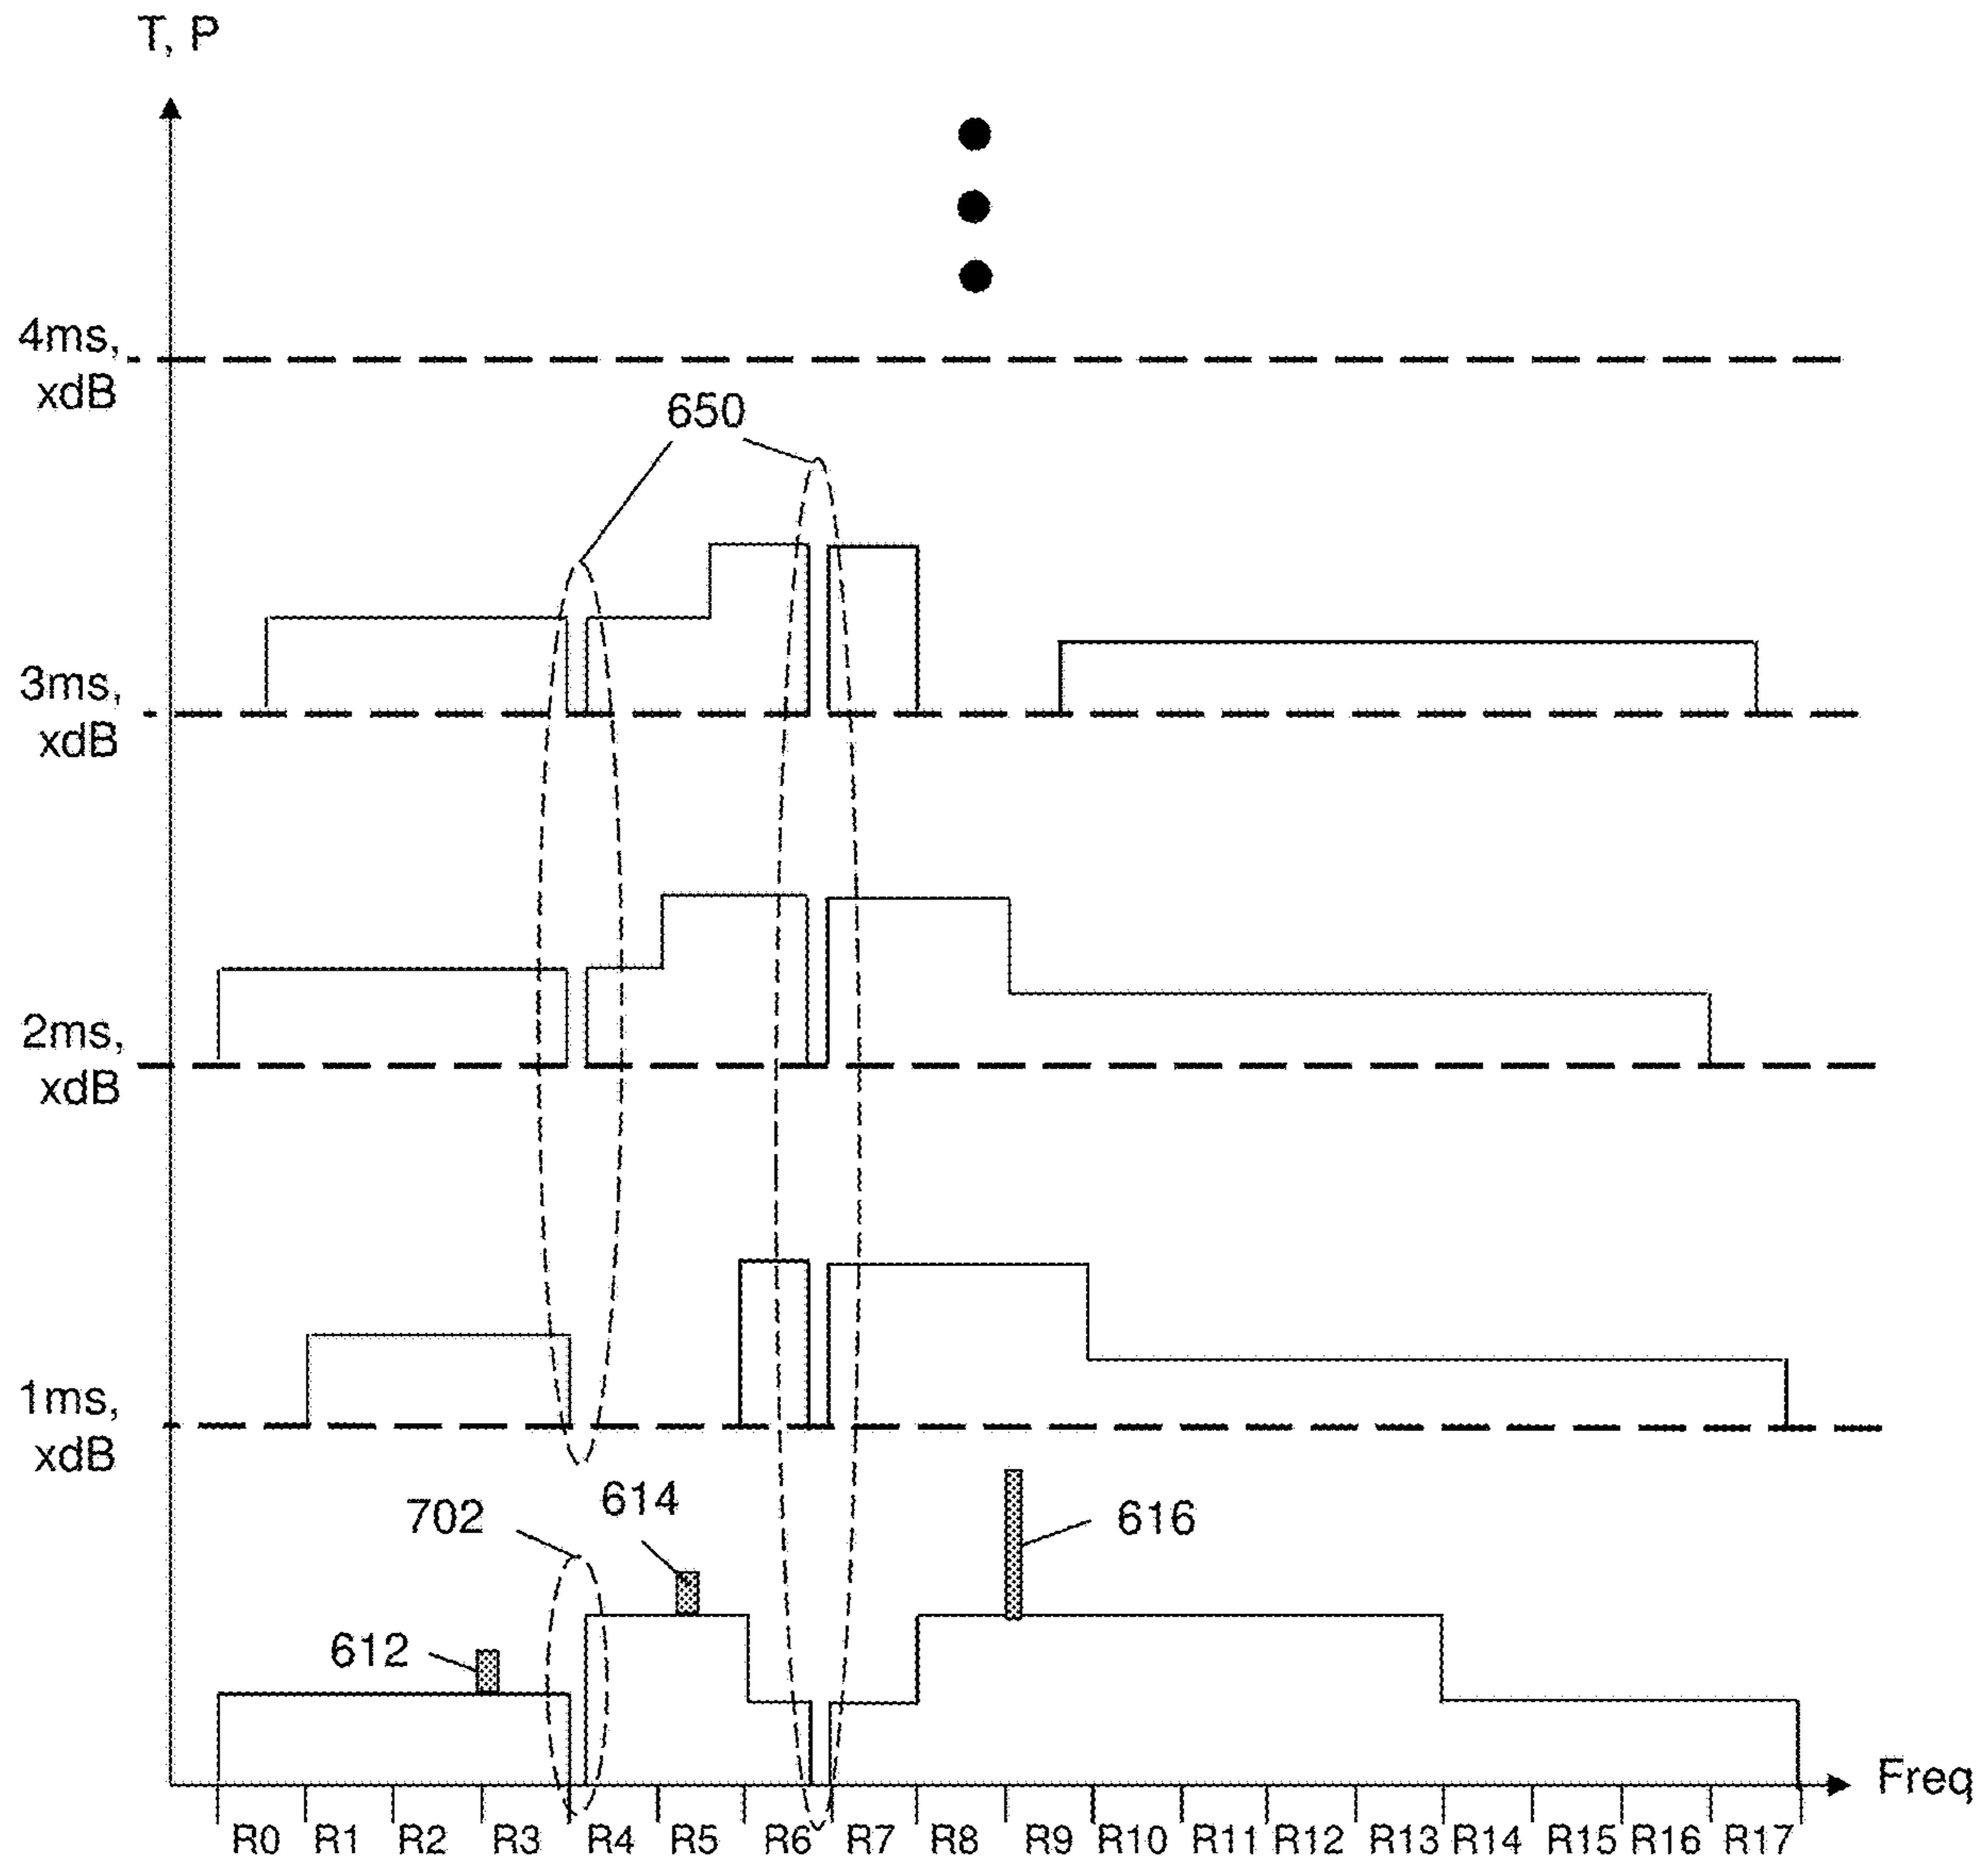 T, P
4ms,
xdB
650
3ms,
xdB
2ms,
xdB
1ms,
xdB
702
614
616
612
Freq
R0 R1 R2 R3 R4 R5 R6 R7 R8 R9 R10 R11 R12 R13 R14 R15 R16 R17